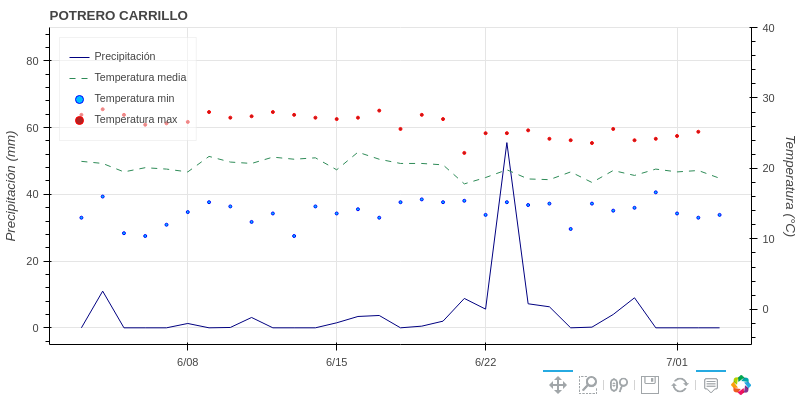 POTRERO CARRILLO
Precipitación
Temperatura media
Temperatura min
Temperatura max
Precipitación (mm)
80
60
40
20
0
Temperatura (°C)
40
30
20
10
0
6/08
6/15
6/22
7/01